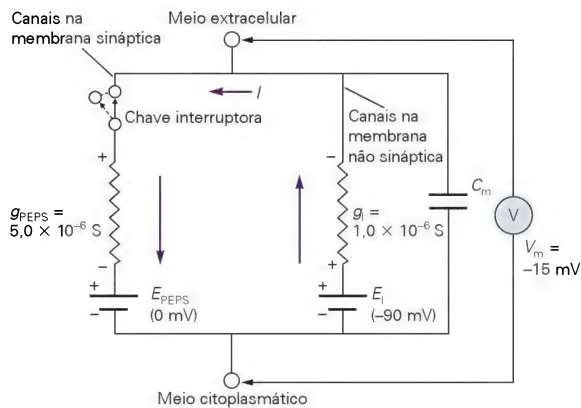 Canais na
membrana sináptica
Meio extracelular
I
Chave interruptora
Canais na
membrana
não sináptica
+
−
Cm
gPEPS =
5,0 × 10⁻⁶ S
gl =
1,0 × 10⁻⁶ S
V
Vm =
−15 mV
−
+
+
−
EPEPS
(0 mV)
+
−
El
(−90 mV)
Meio citoplasmático